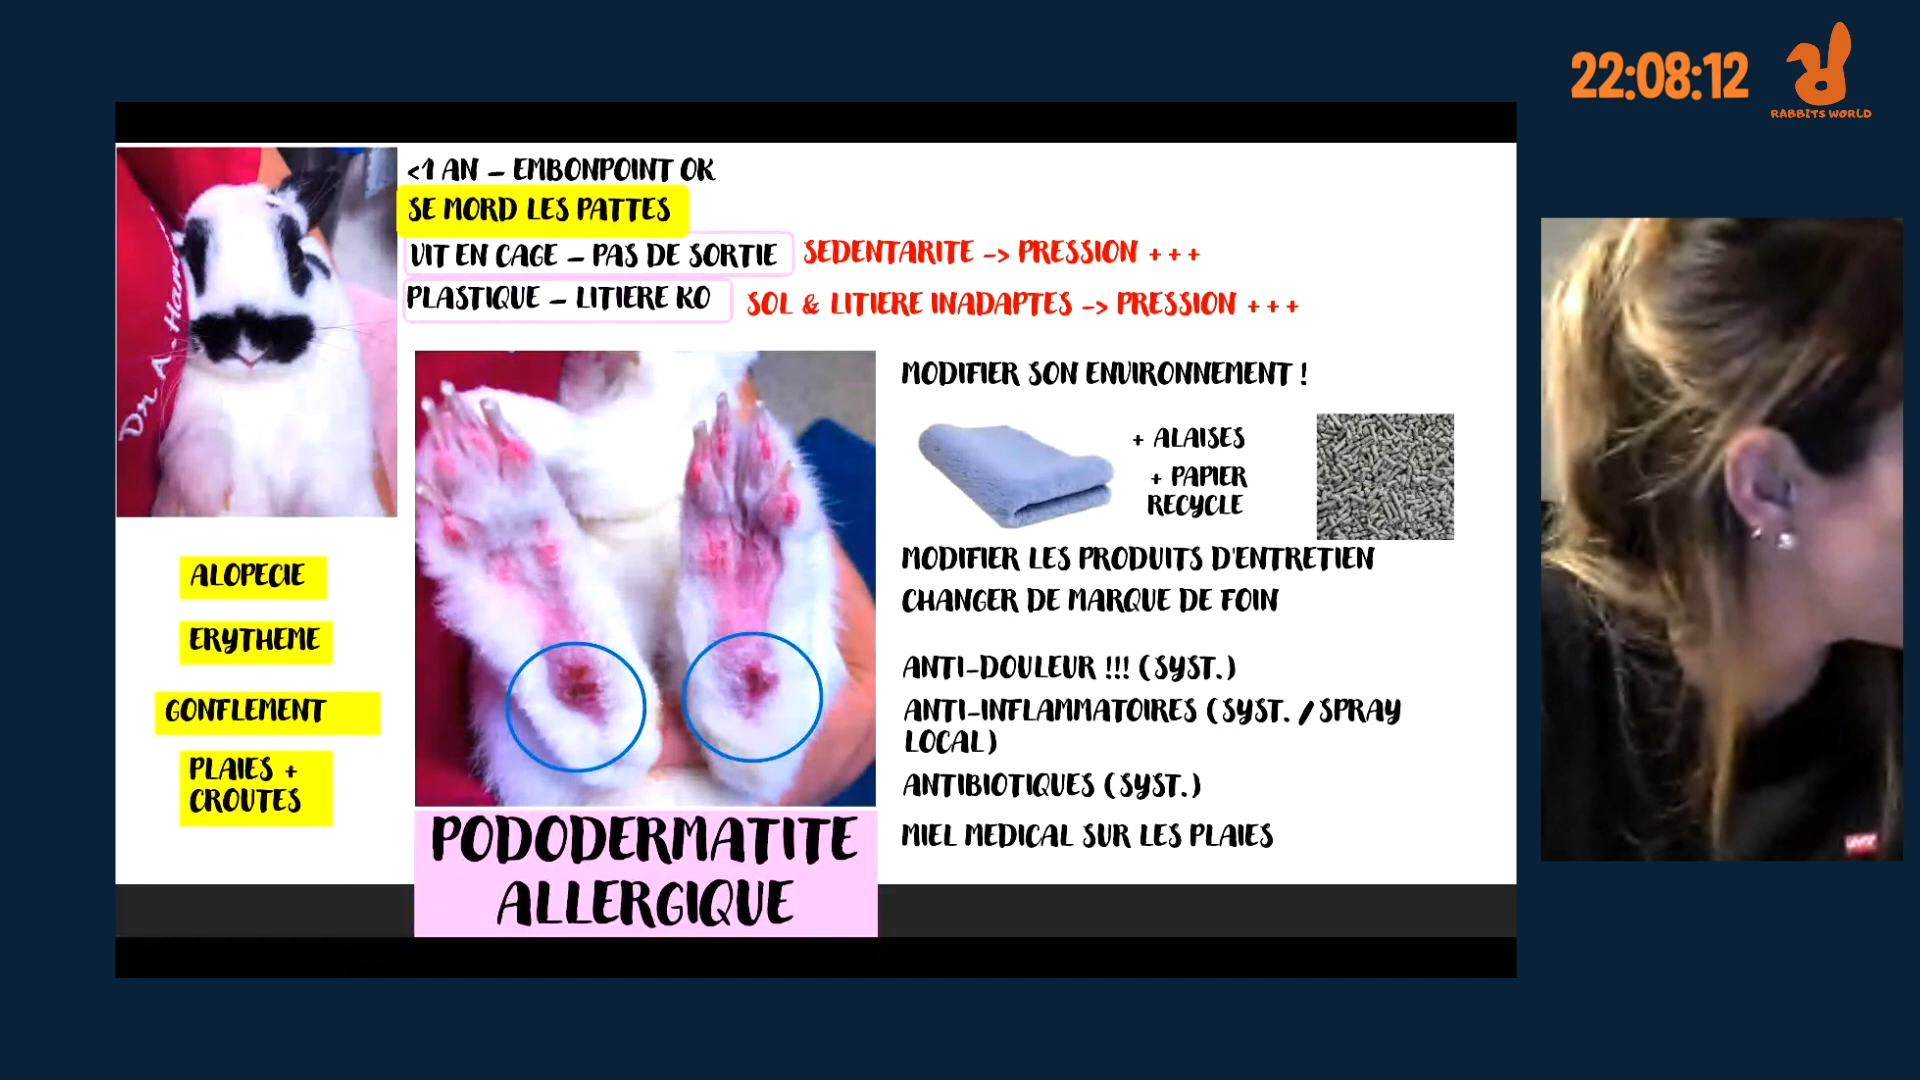 22:08:12
RABBITS WORLD
<1 AN – EMBONPOINT OK
SE MORD LES PATTES
VIT EN CAGE – PAS DE SORTIE
SEDENTARITE -> PRESSION + + +
PLASTIQUE – LITIERE KO
SOL & LITIERE INADAPTES -> PRESSION + + +
Dr A. Ham
MODIFIER SON ENVIRONNEMENT !
+ ALAISES
+ PAPIER
RECYCLE
MODIFIER LES PRODUITS D'ENTRETIEN
CHANGER DE MARQUE DE FOIN
ALOPECIE
ERYTHEME
GONFLEMENT
PLAIES +
CROUTES
ANTI-DOULEUR !!! (SYST.)
ANTI-INFLAMMATOIRES (SYST. / SPRAY
LOCAL)
ANTIBIOTIQUES (SYST.)
MIEL MEDICAL SUR LES PLAIES
PODODERMATITE
ALLERGIQUE